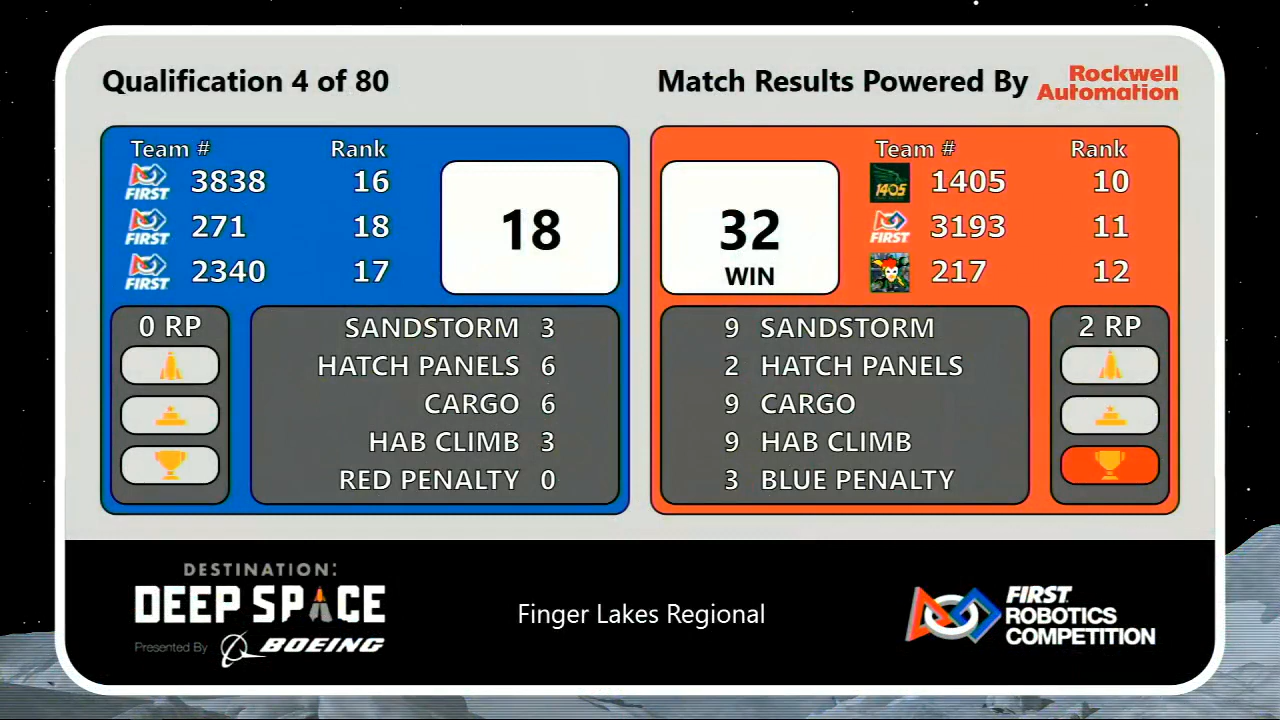 Qualification 4 of 80
Match Results Powered By Rockwell Automation
Team # Rank
FIRST 3838 16
FIRST 271 18
FIRST 2340 17
18
32
WIN
Team # Rank
1405 1405 10
FIRST 3193 11
217 12
0 RP
SANDSTORM 3
HATCH PANELS 6
CARGO 6
HAB CLIMB 3
RED PENALTY 0
9 SANDSTORM
2 HATCH PANELS
9 CARGO
9 HAB CLIMB
3 BLUE PENALTY
2 RP
DESTINATION:
DEEP SPACE
Presented By BOEING
Finger Lakes Regional
FIRST
ROBOTICS
COMPETITION